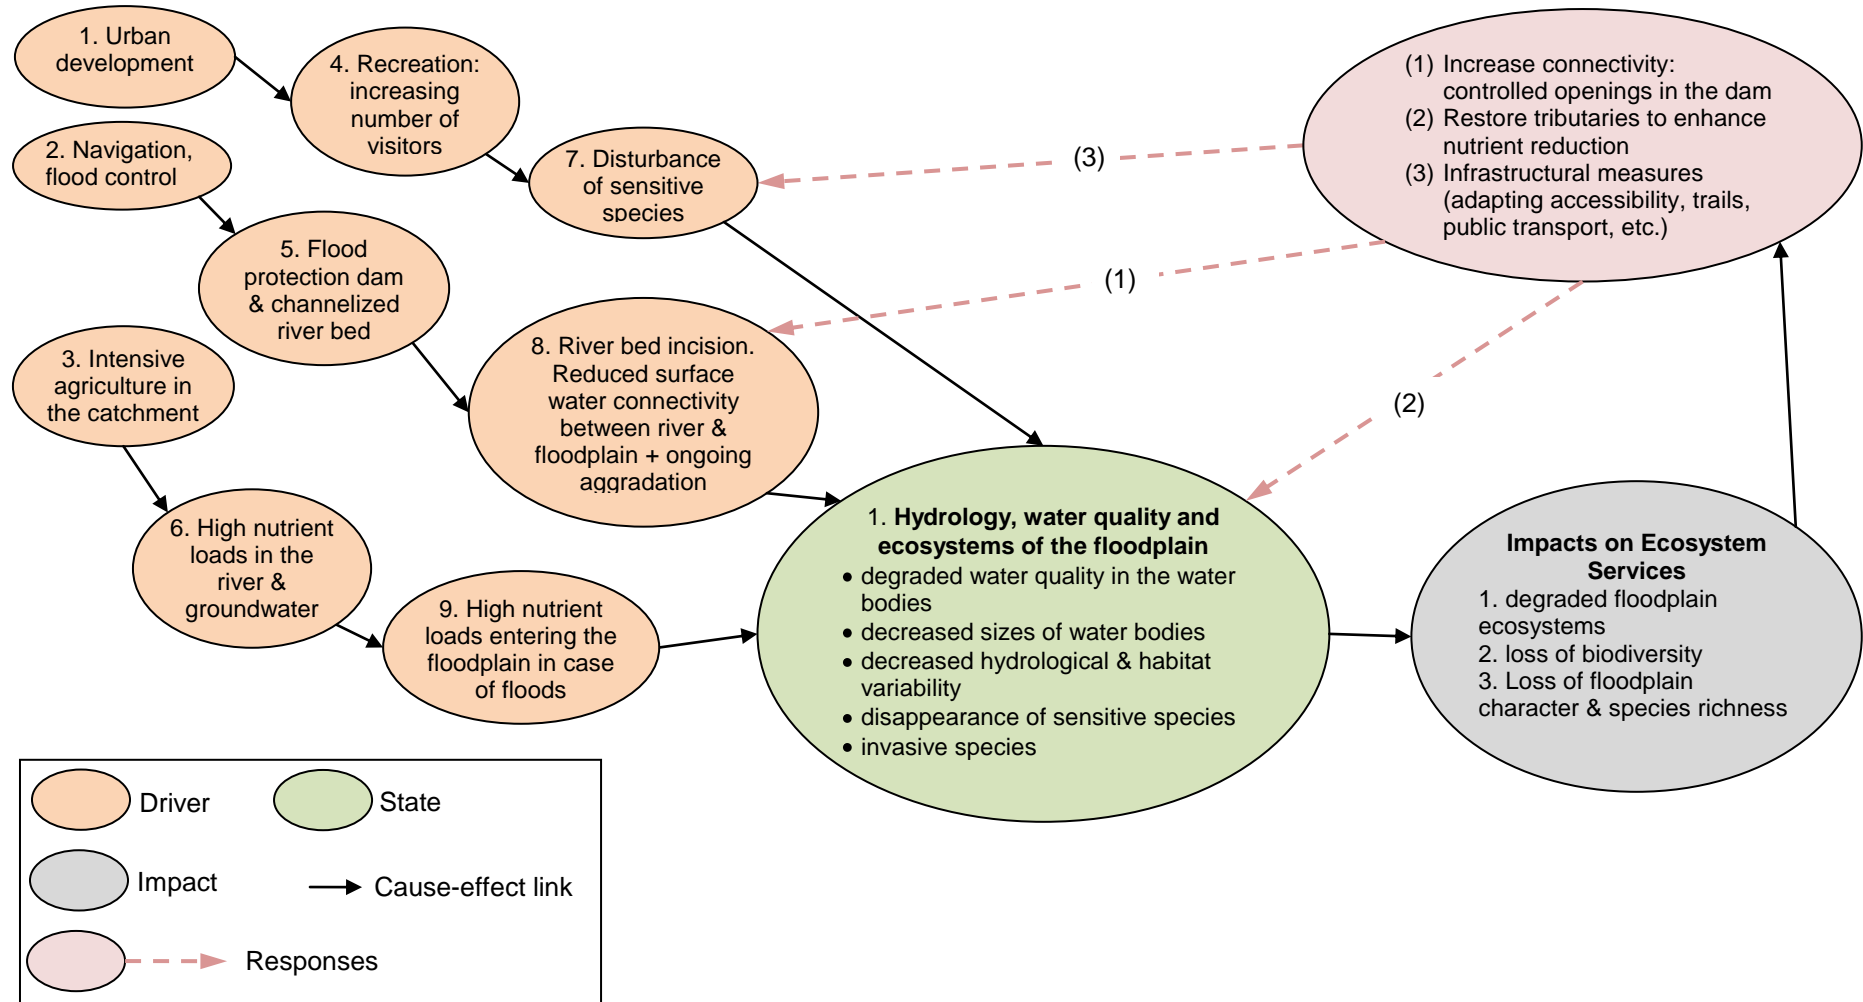 1. Urban
development
4. Recreation:
increasing
number of
visitors
2. Navigation,
flood control
7. Disturbance
of sensitive
species
5. Flood
protection dam
& channelized
river bed
3. Intensive
agriculture in
the catchment
8. River bed incision.
Reduced surface
water connectivity
between river &
floodplain + ongoing
aggradation
6. High nutrient
loads in the
river &
groundwater
9. High nutrient
loads entering the
floodplain in case
of floods
(3)
(1)
(2)
(1) Increase connectivity:
controlled openings in the dam
(2) Restore tributaries to enhance
nutrient reduction
(3) Infrastructural measures
(adapting accessibility, trails,
public transport, etc.)
1. Hydrology, water quality and
ecosystems of the floodplain
• degraded water quality in the water
bodies
• decreased sizes of water bodies
• decreased hydrological & habitat
variability
• disappearance of sensitive species
• invasive species
Impacts on Ecosystem
Services
1. degraded floodplain
ecosystems
2. loss of biodiversity
3. Loss of floodplain
character & species richness
Driver
State
Impact
Cause-effect link
Responses